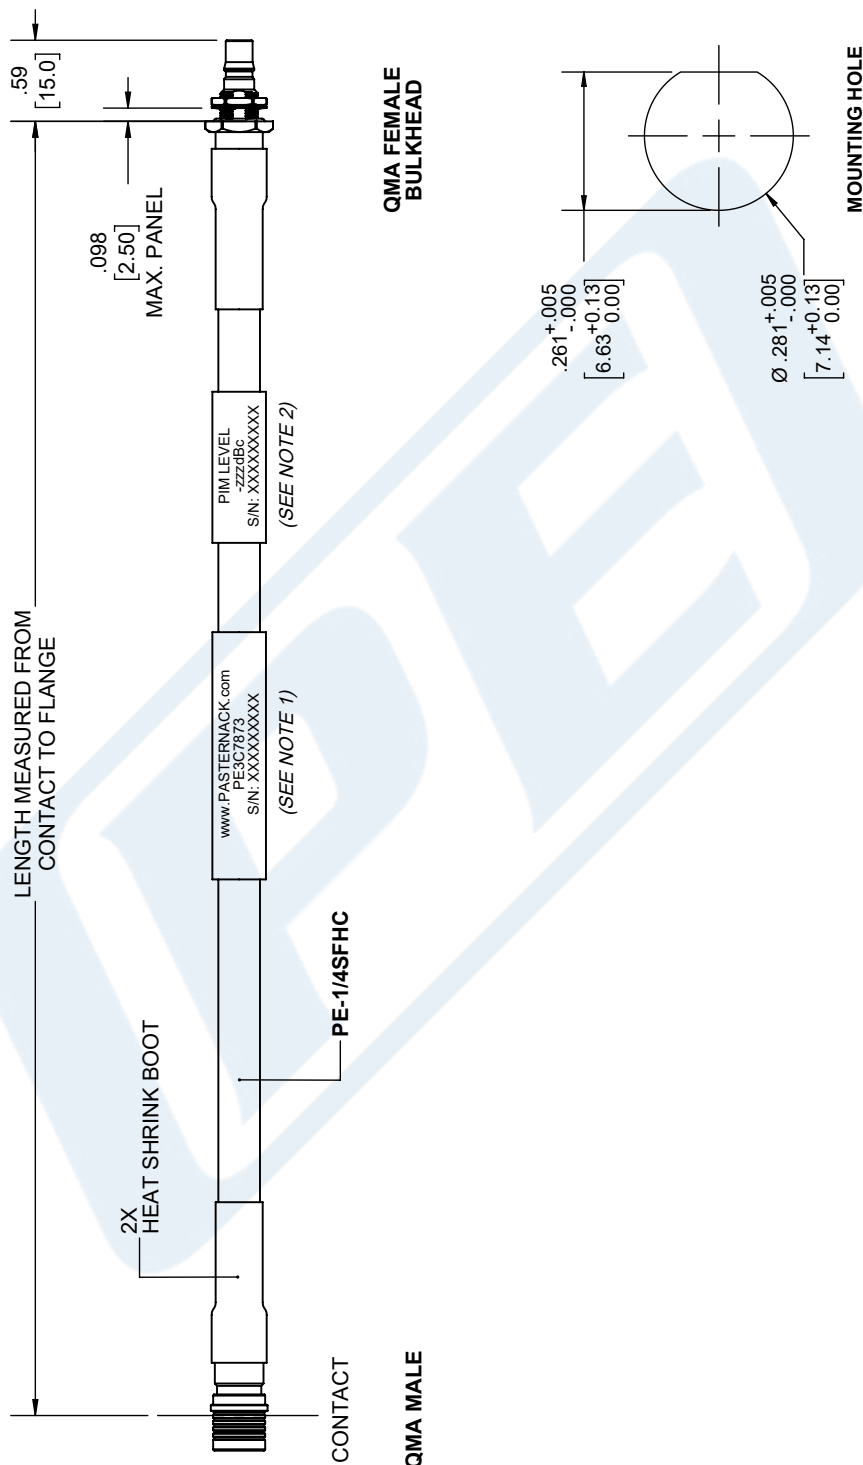 LENGTH MEASURED FROM
CONTACT TO FLANGE
.59
[15.0]
.098
[2.50]
MAX. PANEL
2X
HEAT SHRINK BOOT
www.PASTERNACK.com
PE3C7873
S/N: XXXXXXXXXX
(SEE NOTE 1)
PIM LEVEL
-zzzdBc
S/N: XXXXXXXXXX
(SEE NOTE 2)
PE-1/4SFHC
CONTACT
QMA MALE
QMA FEMALE
BULKHEAD
.261 +.005 -.000
[6.63 +0.13 0.00]
Ø .281 +.005 -.000
[7.14 +0.13 0.00]
MOUNTING HOLE
PE